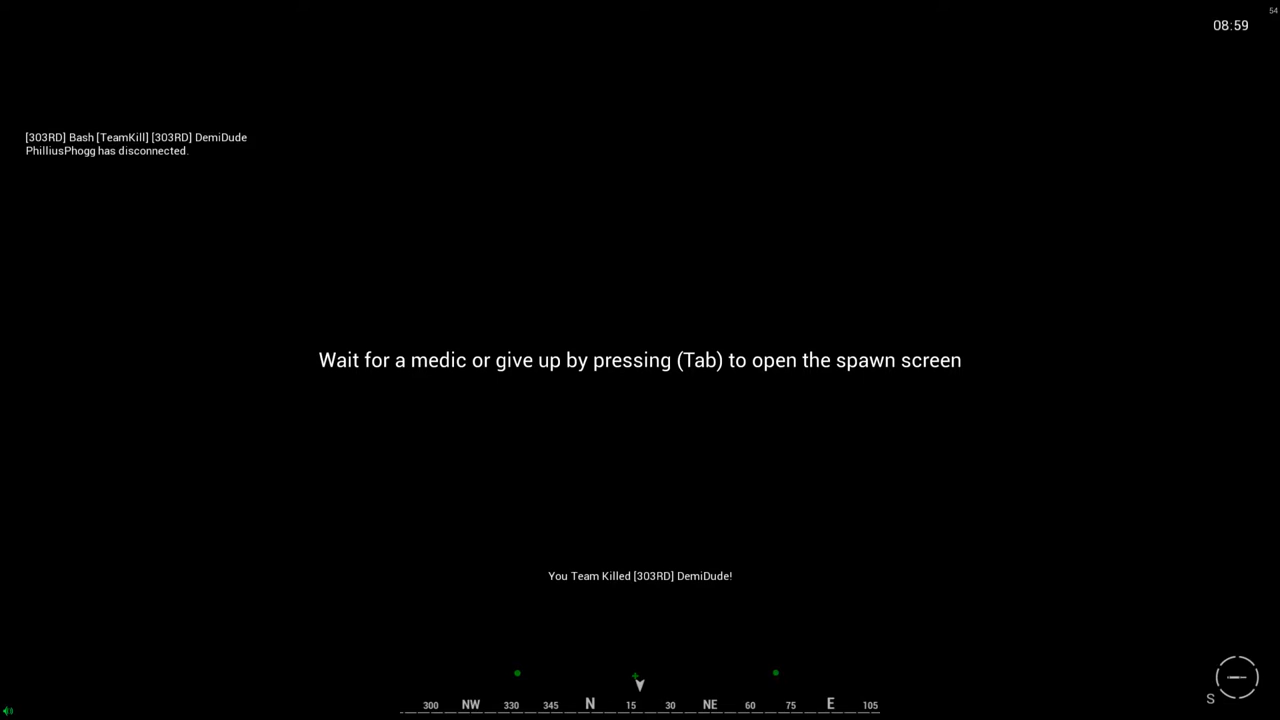 54
08:59
[303RD] Bash [TeamKill] [303RD] DemiDude
PhilliusPhogg has disconnected.
Wait for a medic or give up by pressing (Tab) to open the spawn screen
You Team Killed [303RD] DemiDude!
300 NW 330 345 N 15 30 NE 60 75 E 105
S